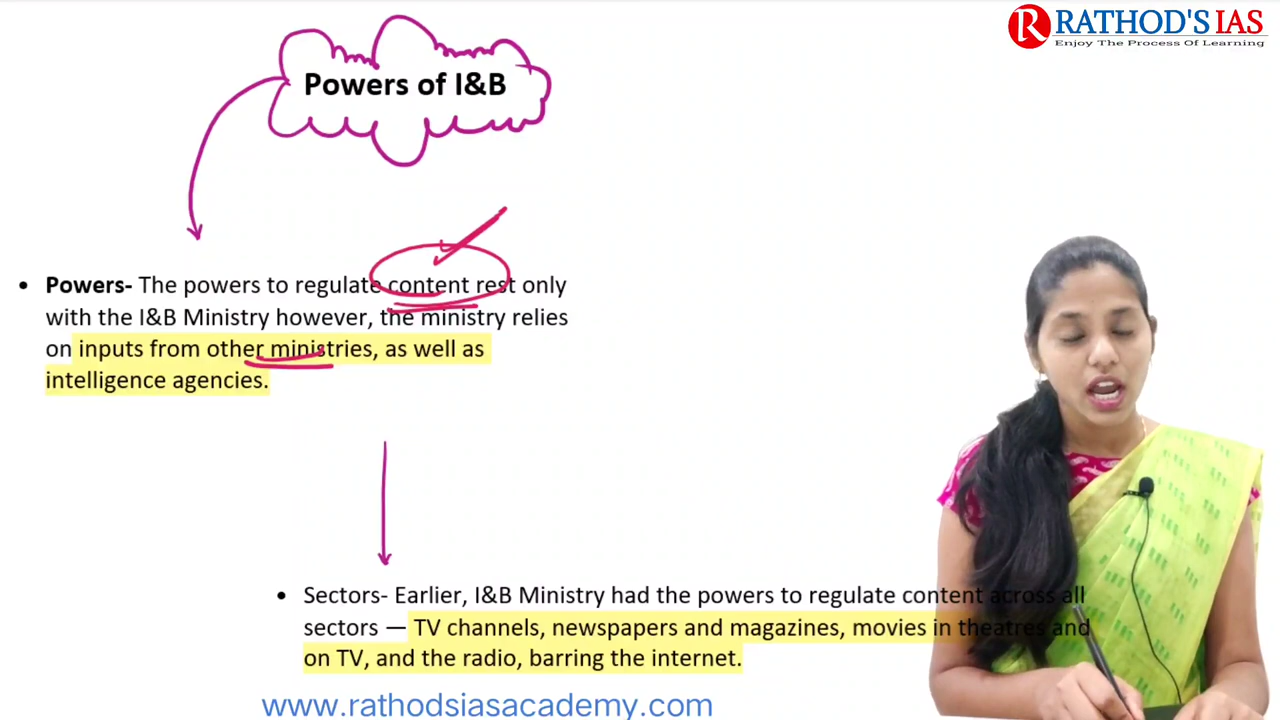 RATHOD'S IAS
Enjoy The Process Of Learning
Powers of I&B
• Powers- The powers to regulate content rest only
with the I&B Ministry however, the ministry relies
on inputs from other ministries, as well as
intelligence agencies.
• Sectors- Earlier, I&B Ministry had the powers to regulate content across all
sectors — TV channels, newspapers and magazines, movies in theatres and
on TV, and the radio, barring the internet.
www.rathodsiasacademy.com